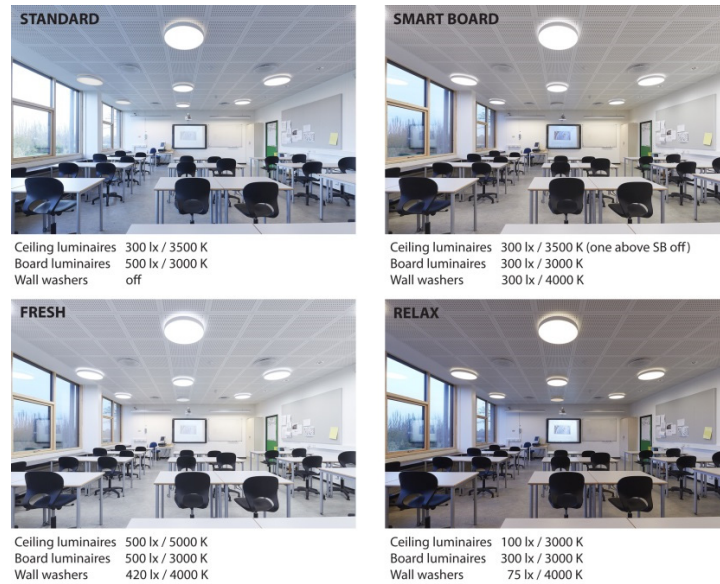 STANDARD
Ceiling luminaires 300 lx / 3500 K
Board luminaires 500 lx / 3000 K
Wall washers off
SMART BOARD
Ceiling luminaires 300 lx / 3500 K (one above SB off)
Board luminaires 300 lx / 3000 K
Wall washers 300 lx / 4000 K
FRESH
Ceiling luminaires 500 lx / 5000 K
Board luminaires 500 lx / 3000 K
Wall washers 420 lx / 4000 K
RELAX
Ceiling luminaires 100 lx / 3000 K
Board luminaires 300 lx / 3000 K
Wall washers 75 lx / 4000 K